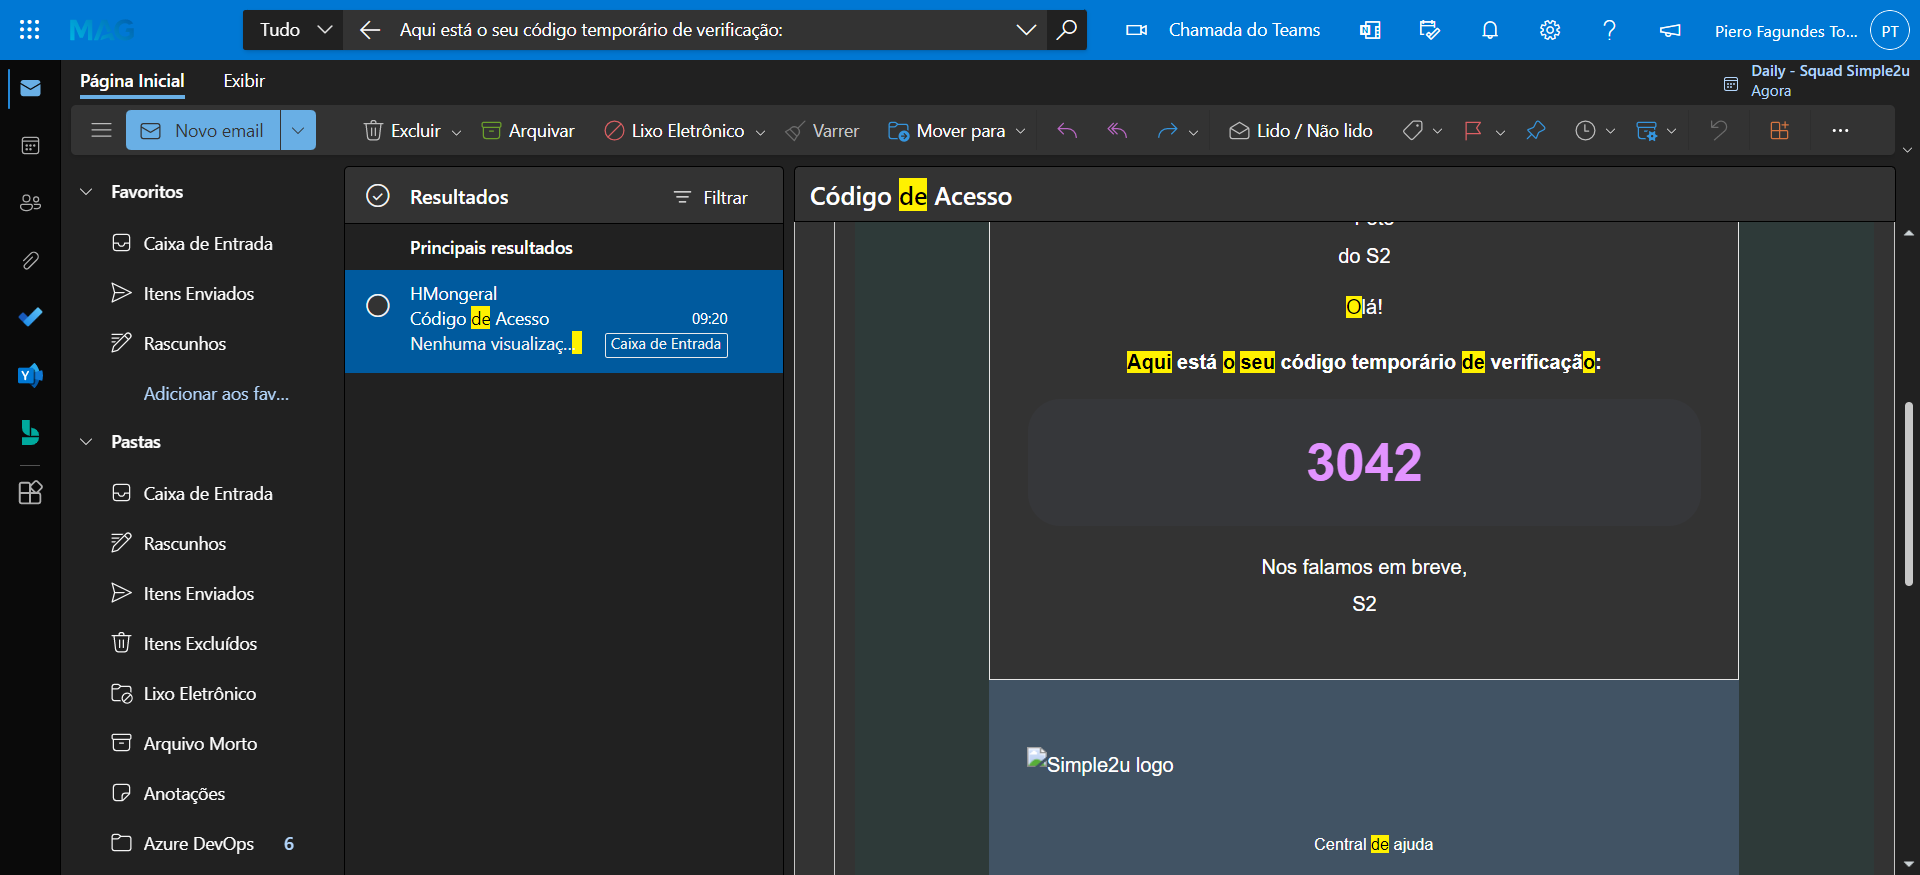 MAG
Tudo
Aqui está o seu código temporário de verificação:
Chamada do Teams
Piero Fagundes To...
PT
Página Inicial
Exibir
Daily - Squad Simple2u
Agora
Novo email
Excluir
Arquivar
Lixo Eletrônico
Varrer
Mover para
Lido / Não lido
Favoritos
Caixa de Entrada
Itens Enviados
Rascunhos
Adicionar aos fav...
Pastas
Caixa de Entrada
Rascunhos
Itens Enviados
Itens Excluídos
Lixo Eletrônico
Arquivo Morto
Anotações
Azure DevOps 6
Resultados
Filtrar
Principais resultados
HMongeral
Código de Acesso
09:20
Nenhuma visualizaç...
Caixa de Entrada
Código de Acesso
do S2
Olá!
Aqui está o seu código temporário de verificação:
3042
Nos falamos em breve,
S2
Simple2u logo
Central de ajuda